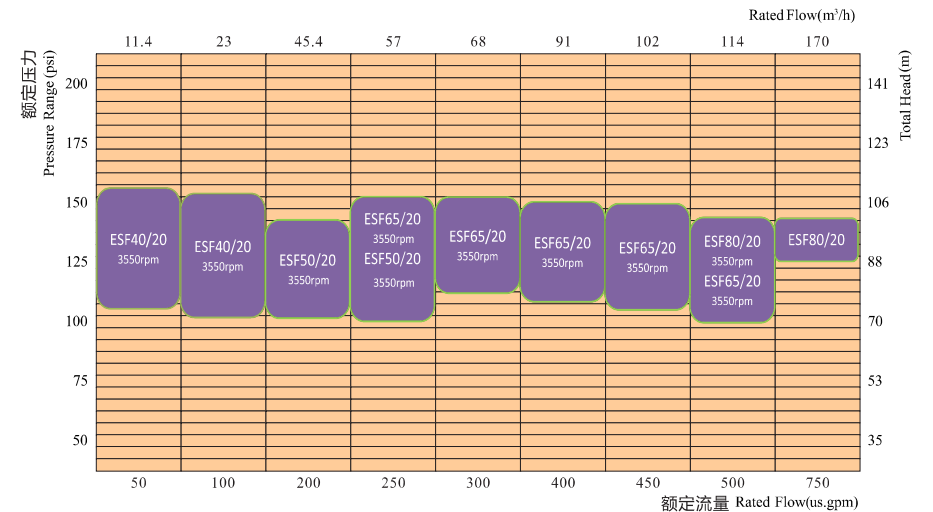 Rated Flow(m³/h)
11.4 23 45.4 57 68 91 102 114 170
额定压力
Pressure Range(psi)
200
175
150
125
100
75
50
Total Head(m)
141
123
106
88
70
53
35
ESF40/20
3550rpm
ESF40/20
3550rpm
ESF50/20
3550rpm
ESF65/20
3550rpm
ESF50/20
3550rpm
ESF65/20
3550rpm
ESF65/20
3550rpm
ESF65/20
3550rpm
ESF80/20
3550rpm
ESF65/20
3550rpm
ESF80/20
50 100 200 250 300 400 450 500 750
额定流量 Rated Flow(us.gpm)